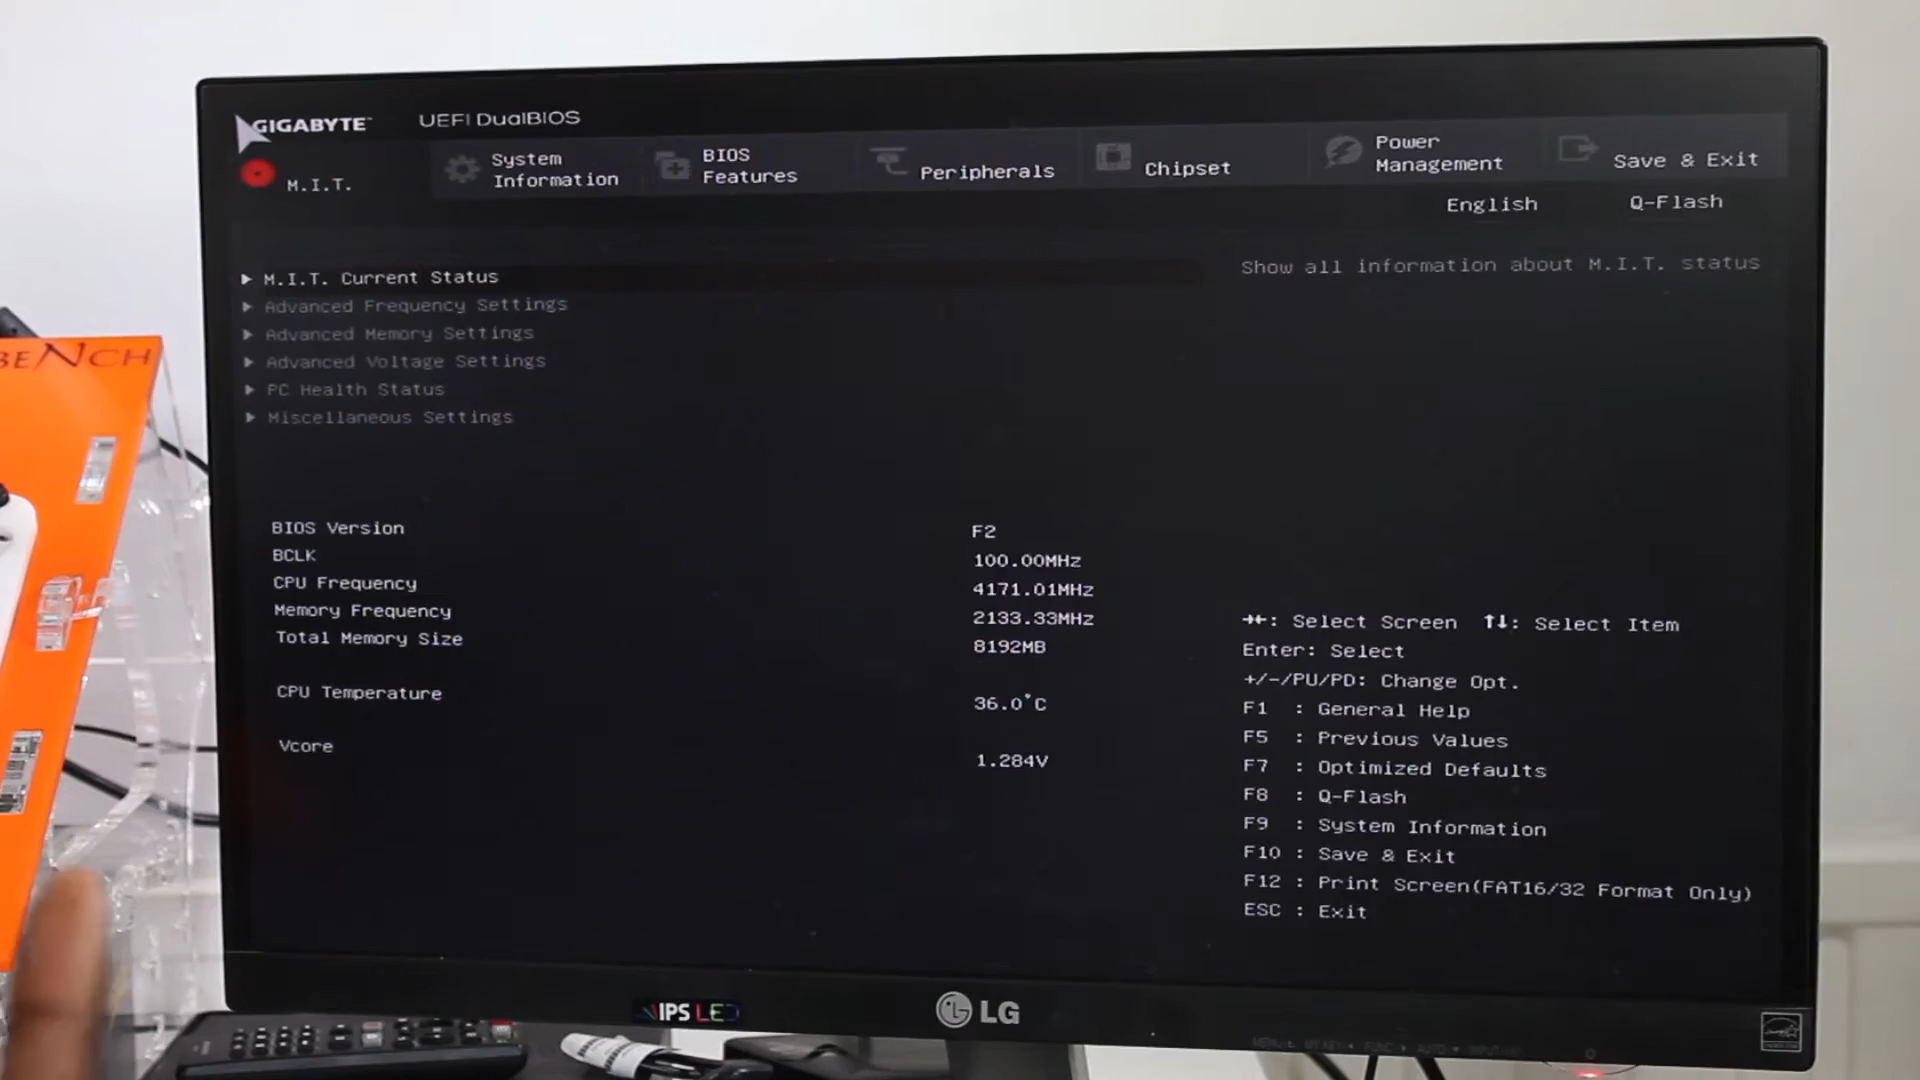 GIGABYTE
UEFI DualBIOS
M.I.T.
System
Information
BIOS
Features
Peripherals
Chipset
Power
Management
Save & Exit
English
Q-Flash
M.I.T. Current Status
Advanced Frequency Settings
Advanced Memory Settings
Advanced Voltage Settings
PC Health Status
Miscellaneous Settings
Show all information about M.I.T. status
BIOS Version F2
BCLK 100.00MHz
CPU Frequency 4171.01MHz
Memory Frequency 2133.33MHz
Total Memory Size 8192MB
CPU Temperature 36.0°C
Vcore 1.284V
→←: Select Screen ↑↓: Select Item
Enter: Select
+/-/PU/PD: Change Opt.
F1 : General Help
F5 : Previous Values
F7 : Optimized Defaults
F8 : Q-Flash
F9 : System Information
F10 : Save & Exit
F12 : Print Screen(FAT16/32 Format Only)
ESC : Exit
BENCH
IPS LED
LG